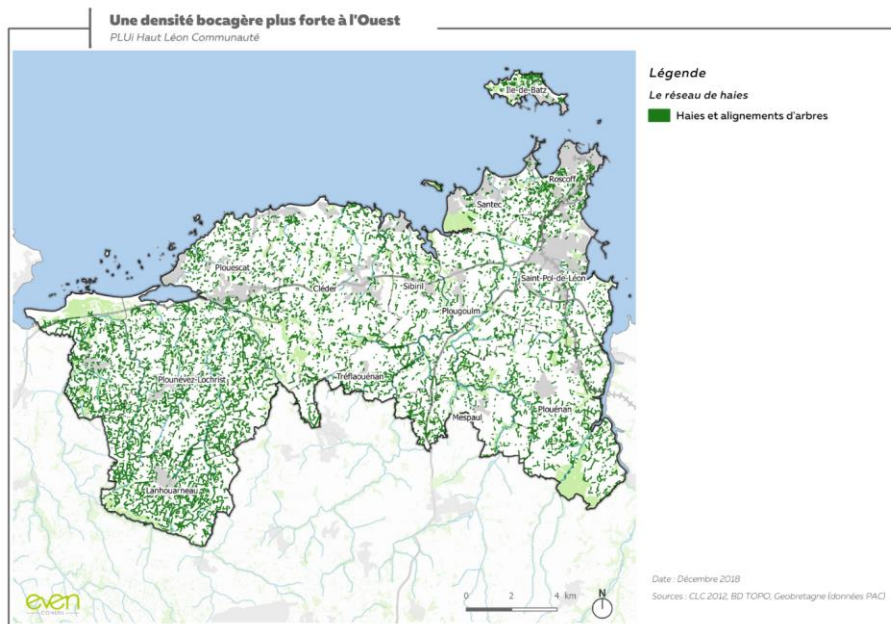 Une densité bocagère plus forte à l'Ouest
PLUi Haut Léon Communauté
Légende
Le réseau de haies
Haies et alignements d'arbres
Ile-de-Batz
Roscoff
Santec
Plouescat
Cléder
Sibiril
Saint-Pol-de-Léon
Plougoulm
Plounévez-Lochrist
Tréflaouénan
Mespaul
Plouénan
Lanhouarneau
even
CONSEIL
0 2 4 km
N
Date : Décembre 2018
Sources : CLC 2012, BD TOPO, Geobretagne (données PAC)